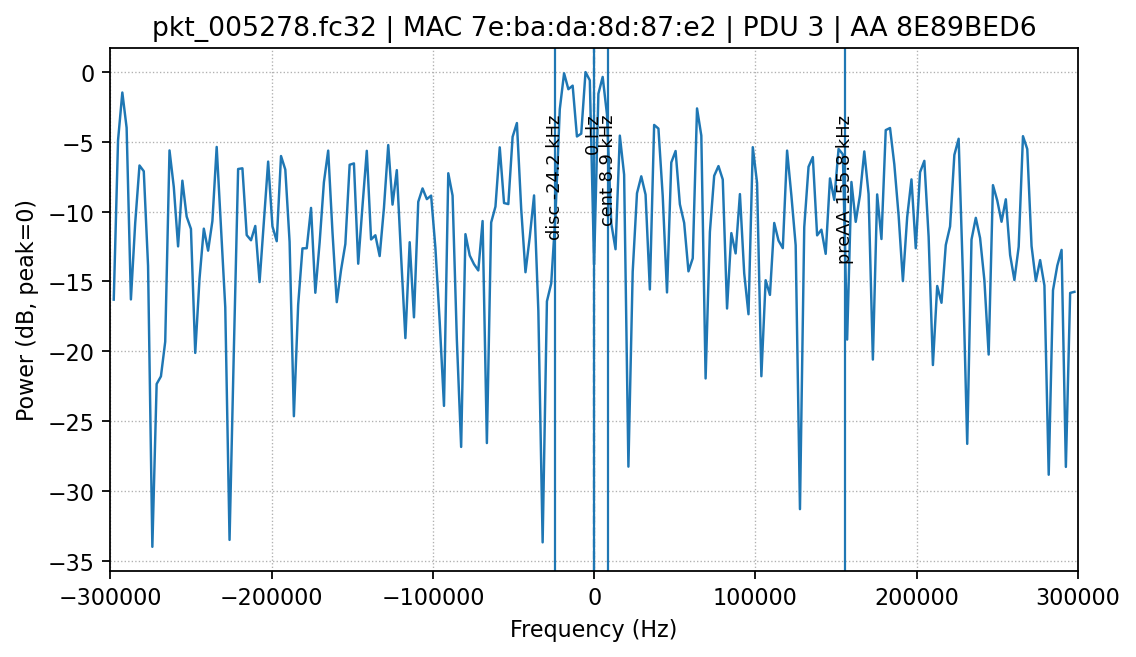 pkt_005278.fc32 | MAC 7e:ba:da:8d:87:e2 | PDU 3 | AA 8E89BED6
Power (dB, peak=0)
0
−5
−10
−15
−20
−25
−30
−35
disc -24.2 kHz
0 Hz
cent 8.9 kHz
preAA 155.8 kHz
−300000
−200000
−100000
0
100000
200000
300000
Frequency (Hz)